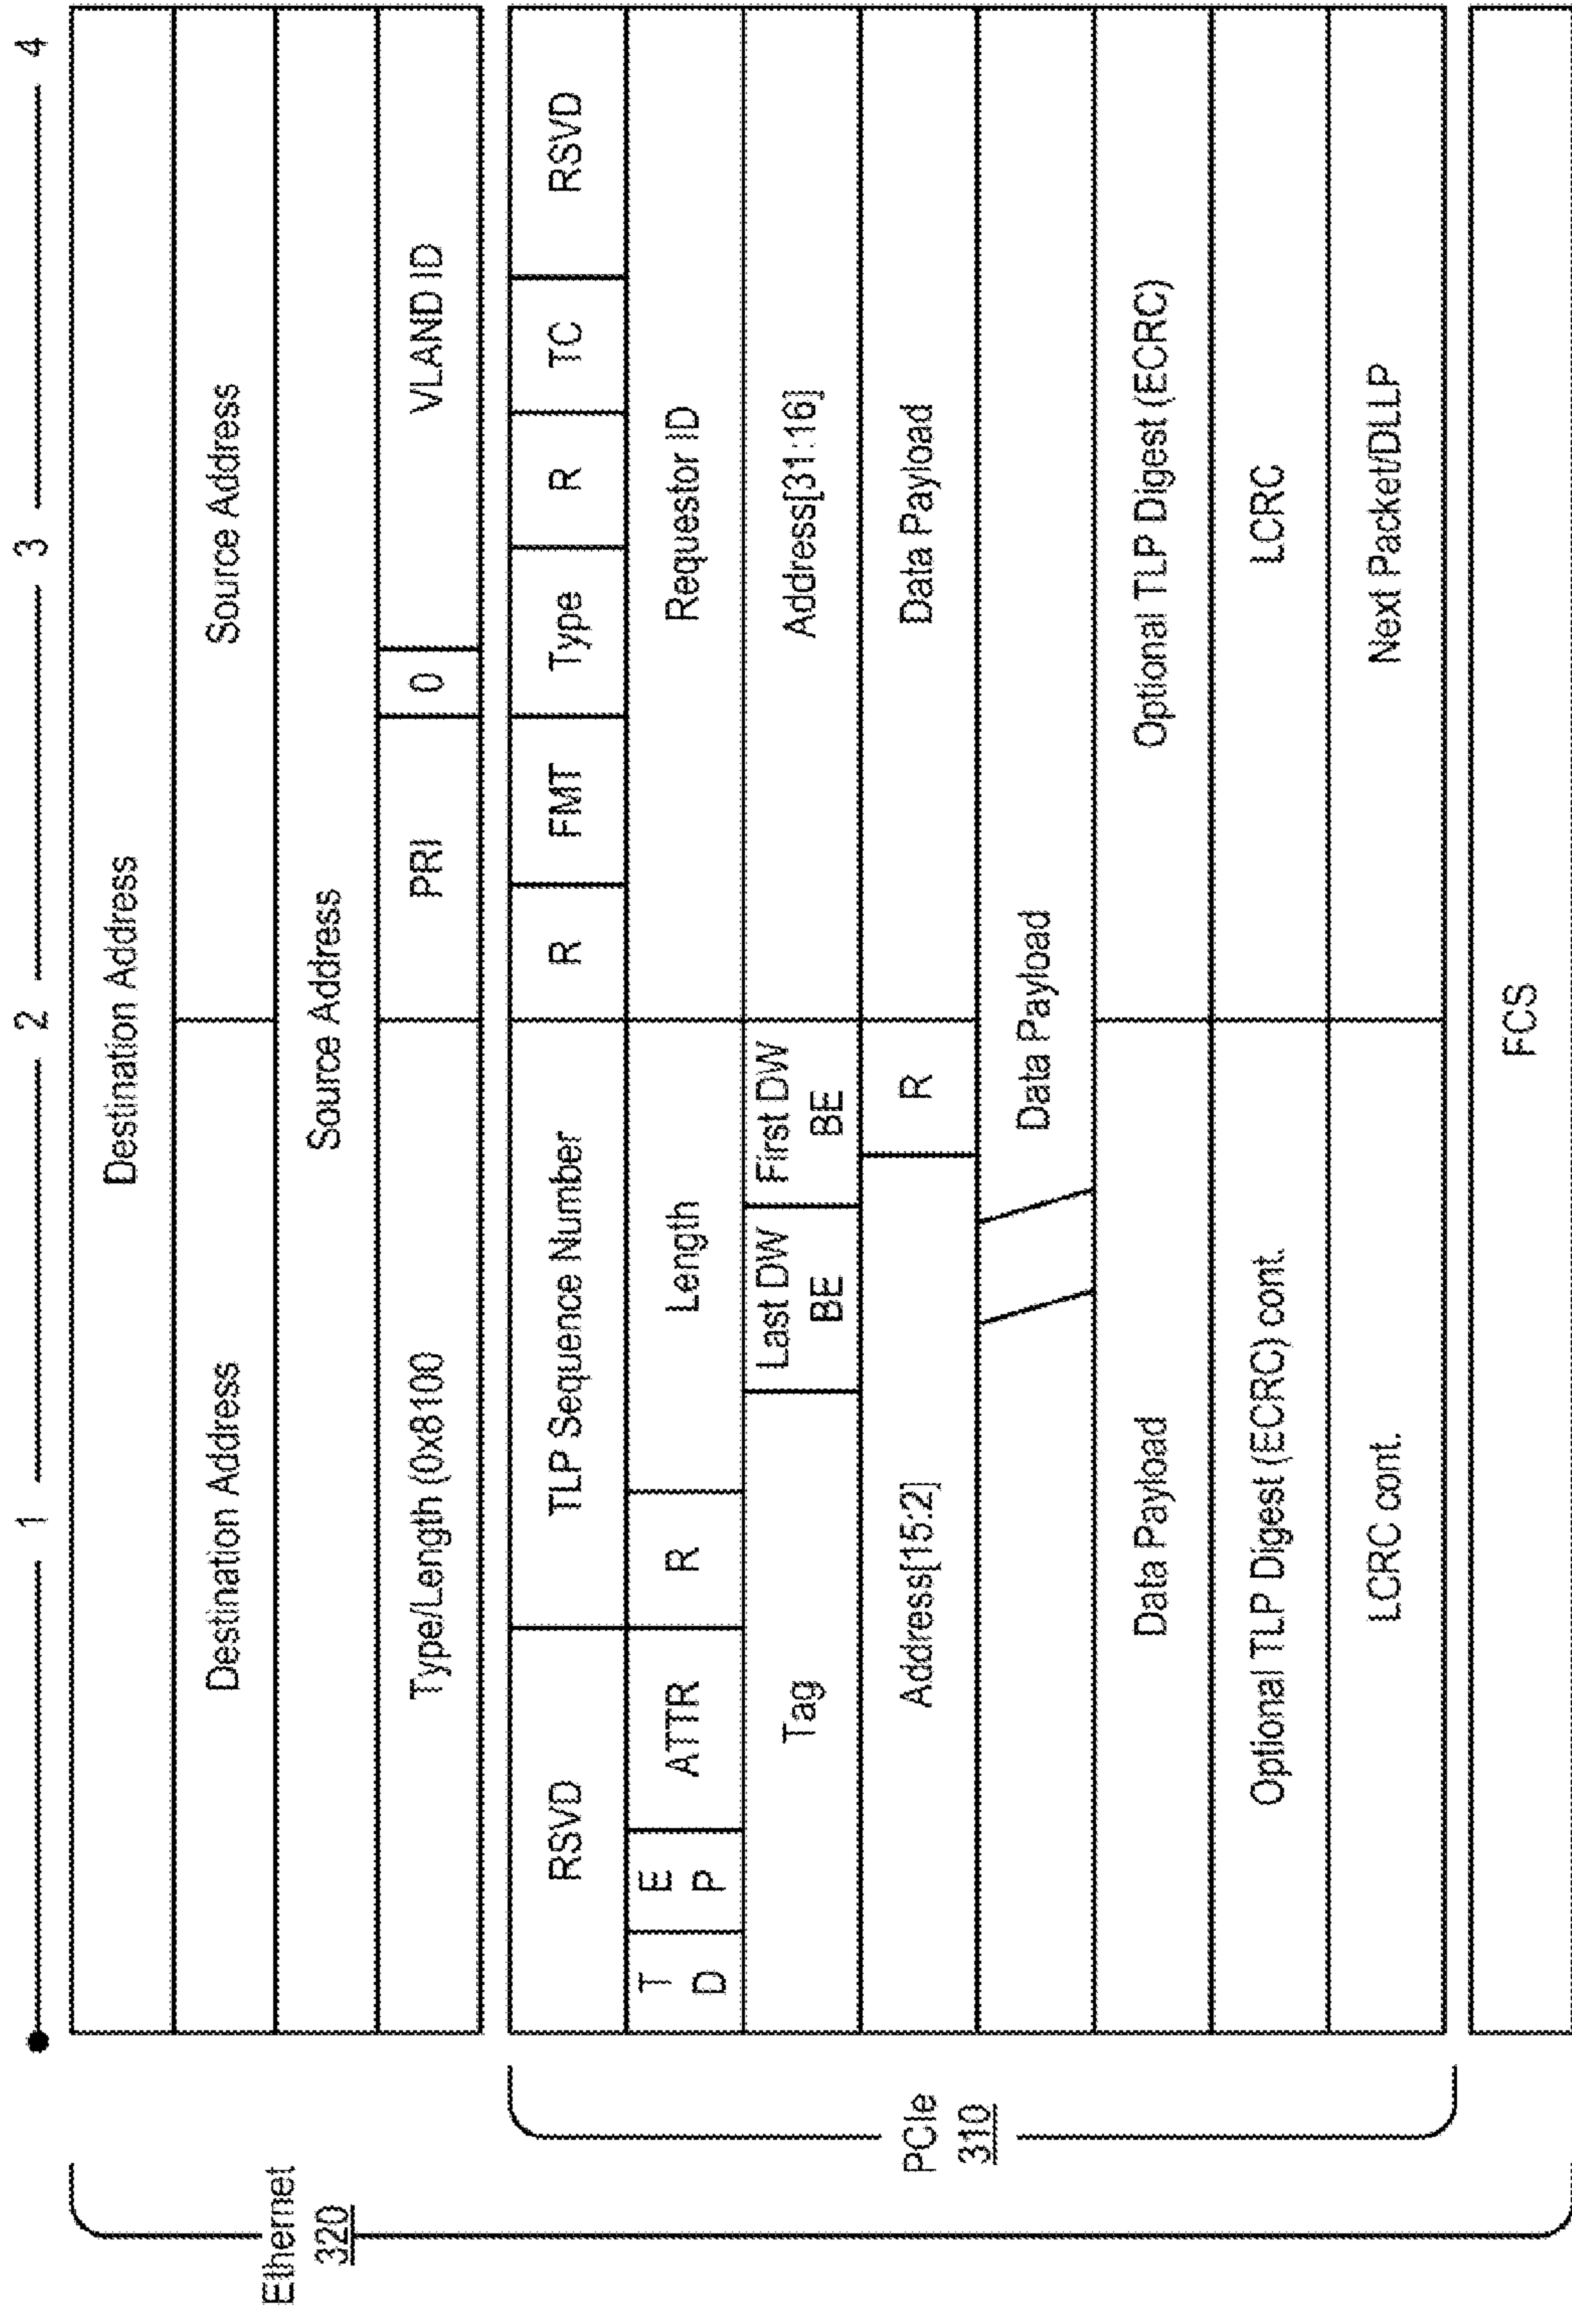 1 2 3 4
Ethernet
320
Destination Address
Destination Address Source Address
Source Address
Type/Length (0x8100 PRI 0 VLAND ID
PCIe
310
RSVD TLP Sequence Number R FMT Type R TC RSVD
T
D
E
P
ATTR R Length Requestor ID
Tag
Last DW
BE
First DW
BE
Address[31:16]
Address[15:2] R Data Payload
Data Payload
Data Payload Optional TLP Digest (ECRC)
Optional TLP Digest (ECRC) cont. LCRC
LCRC cont. Next Packet/DLLP
FCS